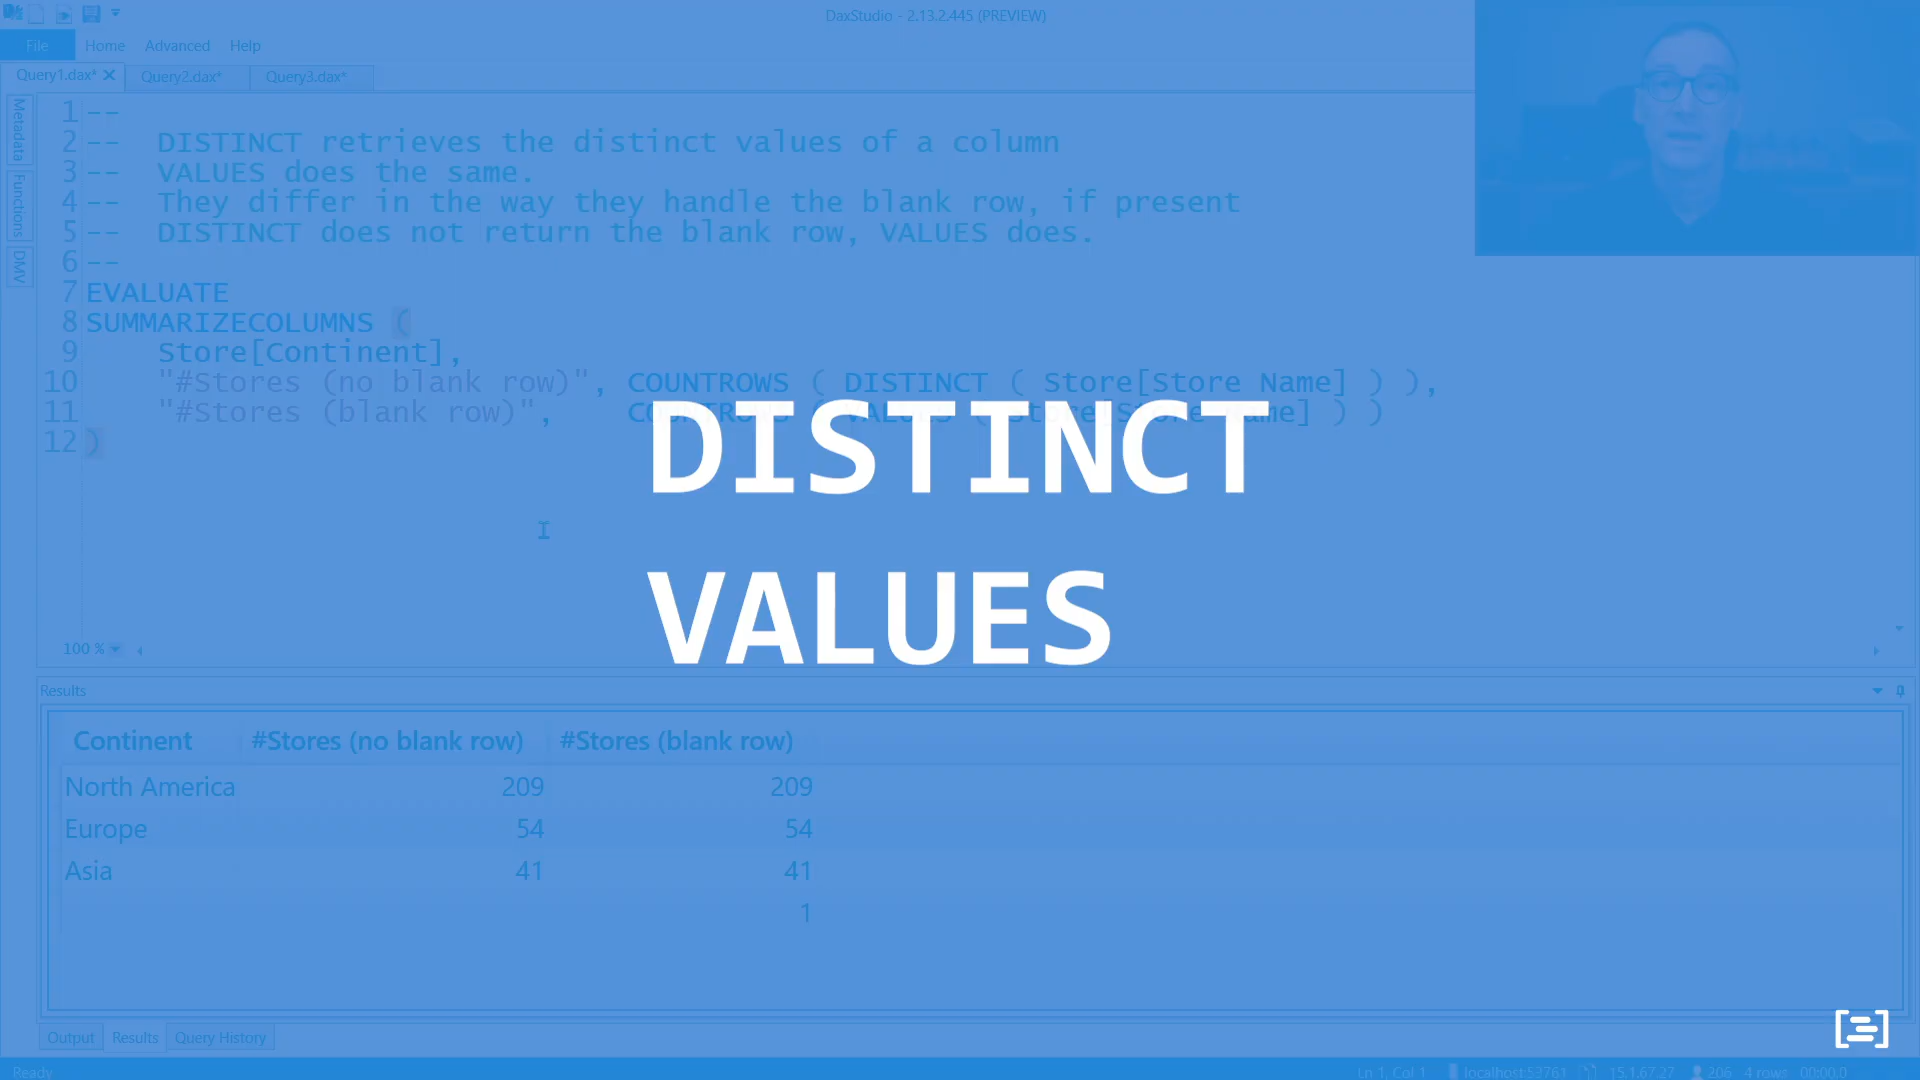 DaxStudio - 2.13.2.445 (PREVIEW)
File Home Advanced Help
Query1.dax* Query2.dax* Query3.dax*
Metadata
Functions
DMV
1 --
2 -- DISTINCT retrieves the distinct values of a column
3 -- VALUES does the same.
4 -- They differ in the way they handle the blank row, if present
5 -- DISTINCT does not return the blank row, VALUES does.
6 --
7 EVALUATE
8 SUMMARIZECOLUMNS (
9 Store[Continent],
10 "#Stores (no blank row)", COUNTROWS ( DISTINCT ( Store[Store Name] ) ),
11 "#Stores (blank row)", COUNTROWS ( VALUES ( Store[Store Name] ) )
12 )
DISTINCT
VALUES
100 %
Results
Continent #Stores (no blank row) #Stores (blank row)
North America 209 209
Europe 54 54
Asia 41 41
1
Output Results Query History
Ready Ln 1, Col 1 localhost:53761 15.1.67.27 206 4 rows 00:00.0